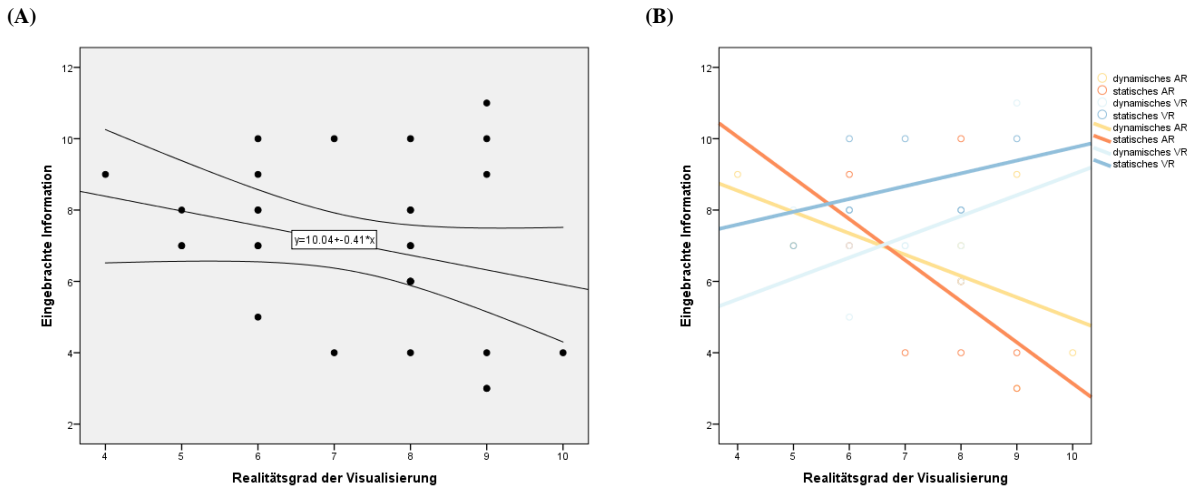 (A)
(B)
Eingebrachte Information
12
10
8
6
4
2
y=10.04+-0.41*x
4 5 6 7 8 9 10
Realitätsgrad der Visualisierung
Eingebrachte Information
12
10
8
6
4
2
4 5 6 7 8 9 10
Realitätsgrad der Visualisierung
dynamisches AR
statisches AR
dynamisches VR
statisches VR
dynamisches AR
statisches AR
dynamisches VR
statisches VR